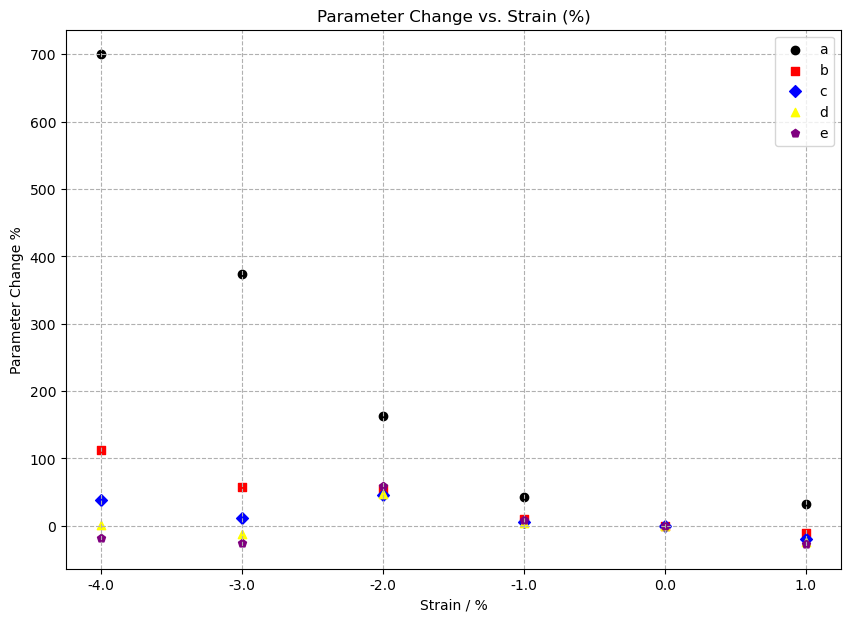 Parameter Change vs. Strain (%)
a
b
c
d
e
Parameter Change %
700
600
500
400
300
200
100
0
-4.0
-3.0
-2.0
-1.0
0.0
1.0
Strain / %